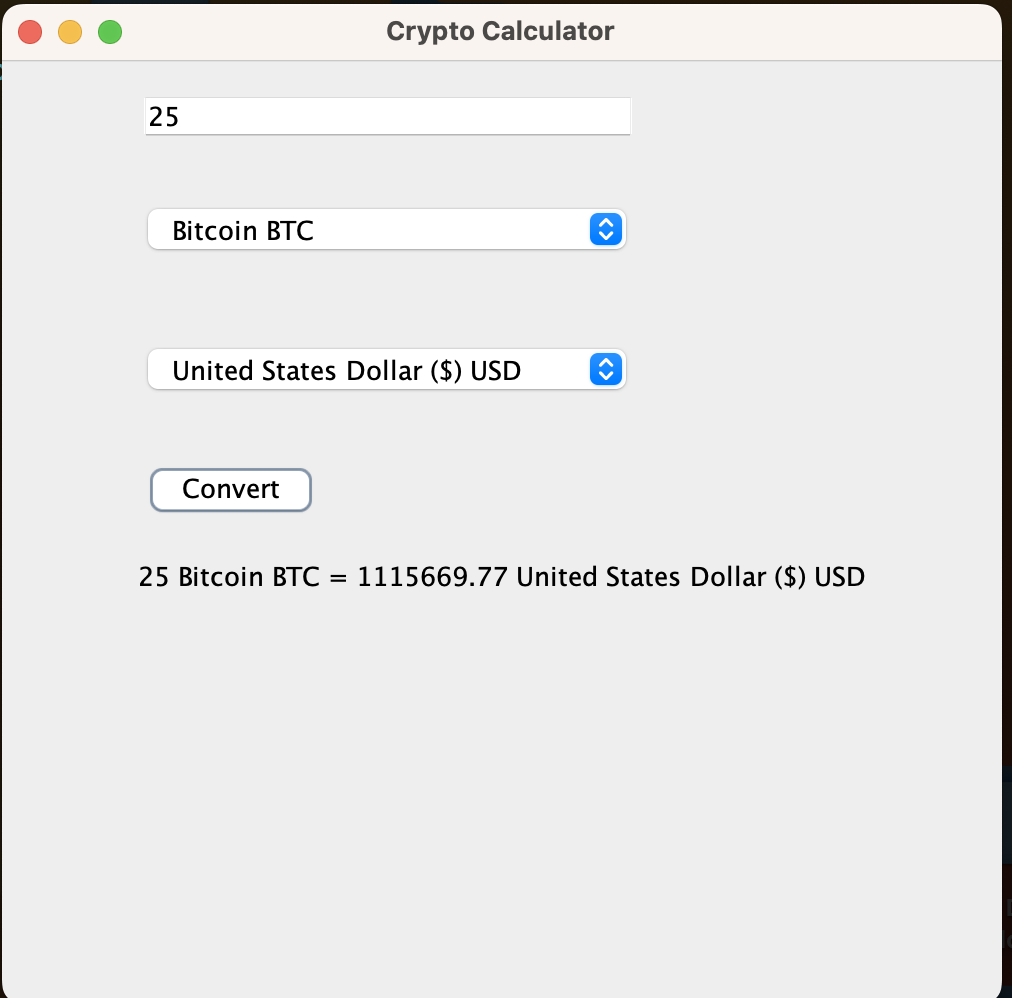 Crypto Calculator
25
Bitcoin BTC
United States Dollar ($) USD
Convert
25 Bitcoin BTC = 1115669.77 United States Dollar ($) USD